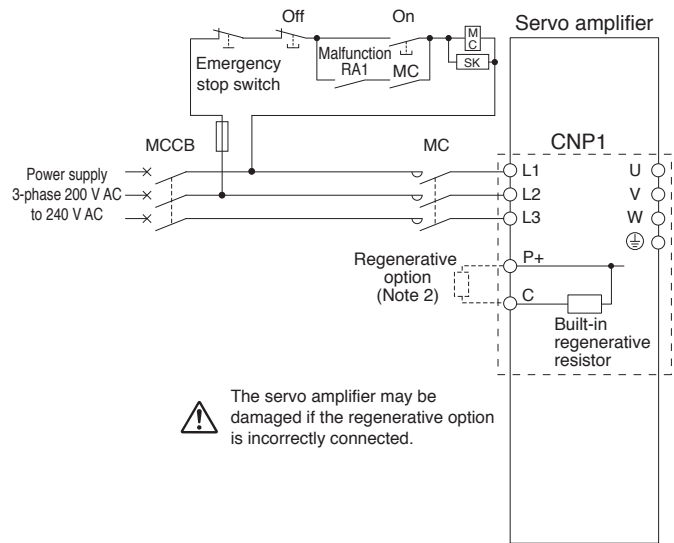 Off
On
Servo amplifier
Emergency
stop switch
Malfunction
RA1
MC
M
C
SK
MCCB
MC
CNP1
Power supply
3-phase 200 V AC
to 240 V AC
L1
L2
L3
U
V
W
Regenerative
option
(Note 2)
P+
C
Built-in
regenerative
resistor
The servo amplifier may be
damaged if the regenerative option
is incorrectly connected.